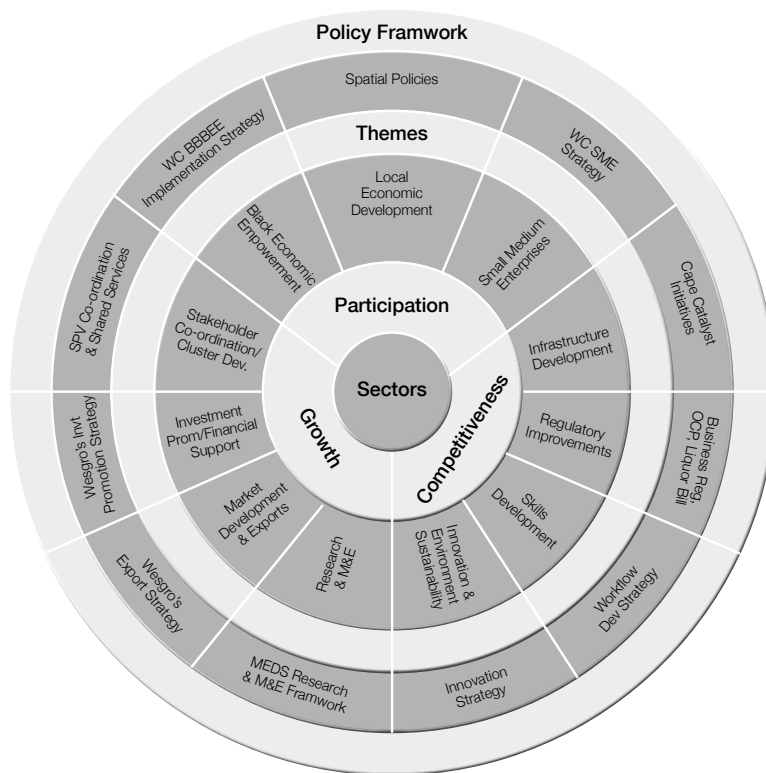 Policy Framwork
Spatial Policies
WC SME
Strategy
Cape Catalyst
Initiatives
Business Reg,
OCP, Liquor Bill
Workflow
Dev Strategy
Innovation
Strategy
MEDS Research
& M&E Framwork
Wesgro's
Export Strategy
Wesgro's Invt
Promotion Strategy
SPV Co-ordination
& Shared Services
WC BBBEE
Implementation Strategy
Themes
Local
Economic
Development
Small Medium
Enterprises
Infrastructure
Development
Regulatory
Improvements
Skills
Development
Innovation &
Environment
Sustainability
Research
& M&E
Market
Development
& Exports
Investment
Prom/Financial
Support
Stakeholder
Co-ordination/
Cluster Dev.
Black Economic
Empowerment
Participation
Competitiveness
Growth
Sectors